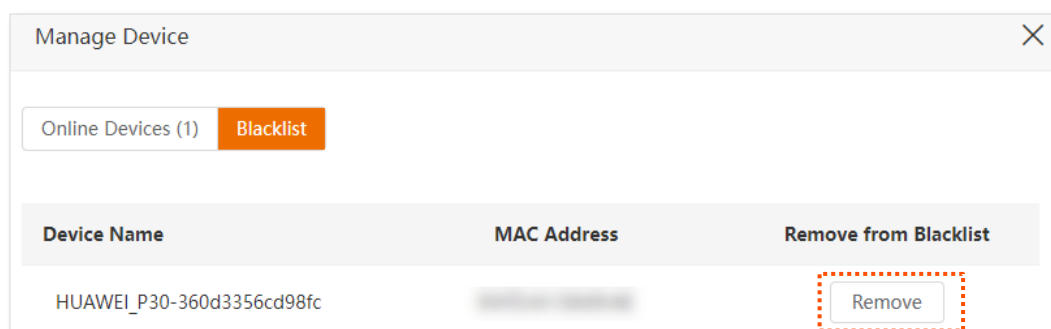 Manage Device
Online Devices (1) Blacklist
Device Name MAC Address Remove from Blacklist
HUAWEI_P30-360d3356cd98fc Remove